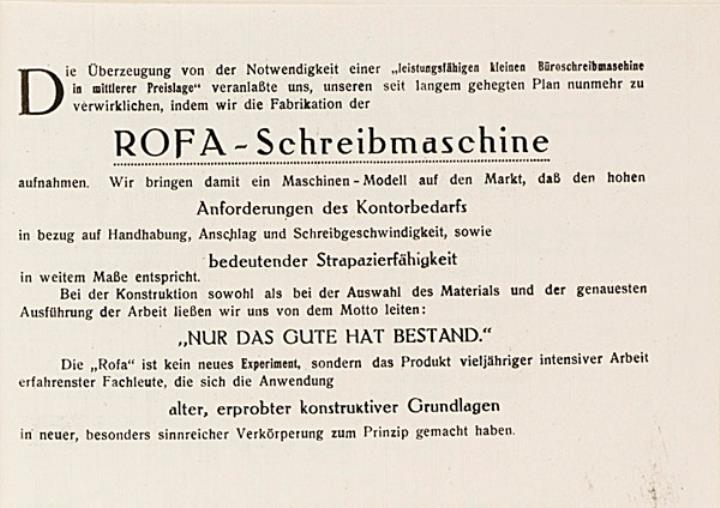 Die Überzeugung von der Notwendigkeit einer „leistungsfähigen kleinen Büroschreibmaschine
in mittlerer Preislage“ veranlaßte uns, unseren seit langem gehegten Plan nunmehr zu
verwirklichen, indem wir die Fabrikation der
ROFA-Schreibmaschine
aufnahmen. Wir bringen damit ein Maschinen-Modell auf den Markt, daß den hohen
Anforderungen des Kontorbedarfs
in bezug auf Handhabung, Anschlag und Schreibgeschwindigkeit, sowie
bedeutender Strapazierfähigkeit
in weitem Maße entspricht.
Bei der Konstruktion sowohl als bei der Auswahl des Materials und der genauesten
Ausführung der Arbeit ließen wir uns von dem Motto leiten:
„NUR DAS GUTE HAT BESTAND.“
Die „Rofa“ ist kein neues Experiment, sondern das Produkt vieljähriger intensiver Arbeit
erfahrenster Fachleute, die sich die Anwendung
alter, erprobter konstruktiver Grundlagen
in neuer, besonders sinnreicher Verkörperung zum Prinzip gemacht haben.